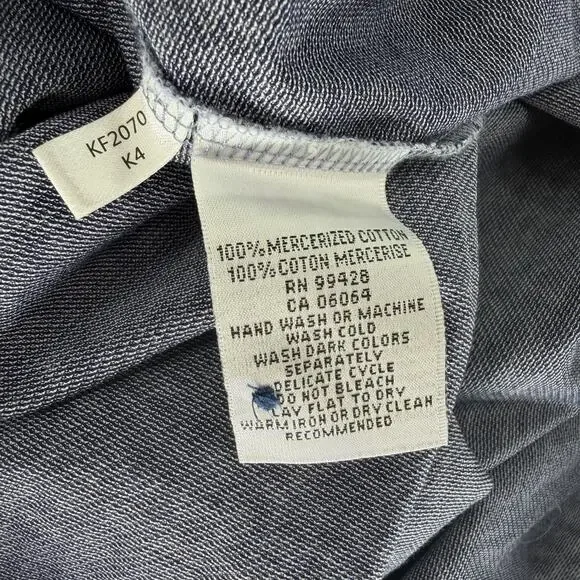 KF2070
K4
100% MERCERIZED COTTON
100% COTON MERCERISE
RN 99428
CA 06064
HAND WASH OR MACHINE
WASH COLD
WASH DARK COLORS
SEPARATELY
DELICATE CYCLE
DO NOT BLEACH
LAY FLAT TO DRY
WARM IRON OR DRY CLEAN
RECOMMENDED